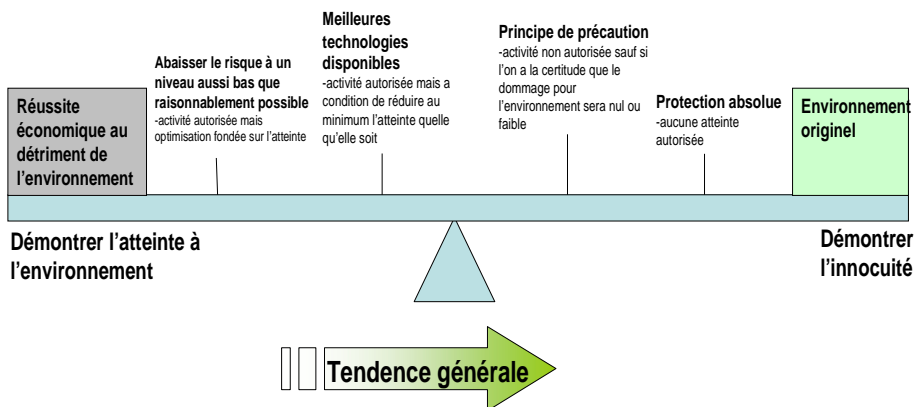 Réussite
économique au
détriment de
l'environnement
Abaisser le risque à un
niveau aussi bas que
raisonnablement possible
-activité autorisée mais
optimisation fondée sur l'atteinte
Meilleures
technologies
disponibles
-activité autorisée mais a
condition de réduire au
minimum l'atteinte quelle
qu'elle soit
Principe de précaution
-activité non autorisée sauf si
l'on a la certitude que le
dommage pour
l'environnement sera nul ou
faible
Protection absolue
-aucune atteinte
autorisée
Environnement
originel
Démontrer l'atteinte à
l'environnement
Démontrer
l'innocuité
Tendence générale